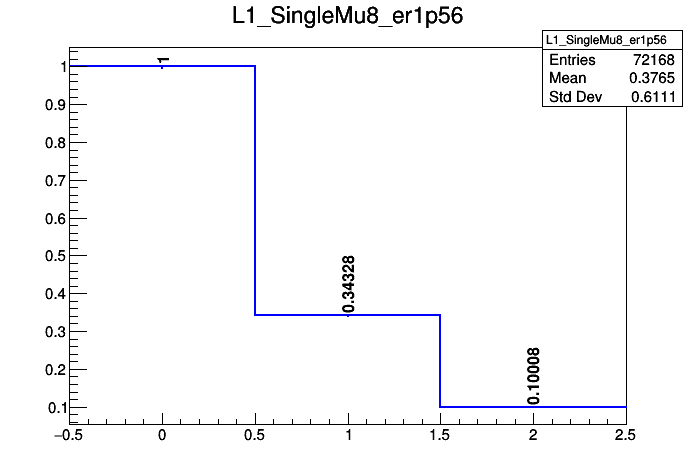 L1_SingleMu8_er1p56
L1_SingleMu8_er1p56
Entries 72168
Mean 0.3765
Std Dev 0.6111
1
0.9
0.8
0.7
0.6
0.5
0.4
0.3
0.2
0.1
1
0.34328
0.10008
−0.5 0 0.5 1 1.5 2 2.5